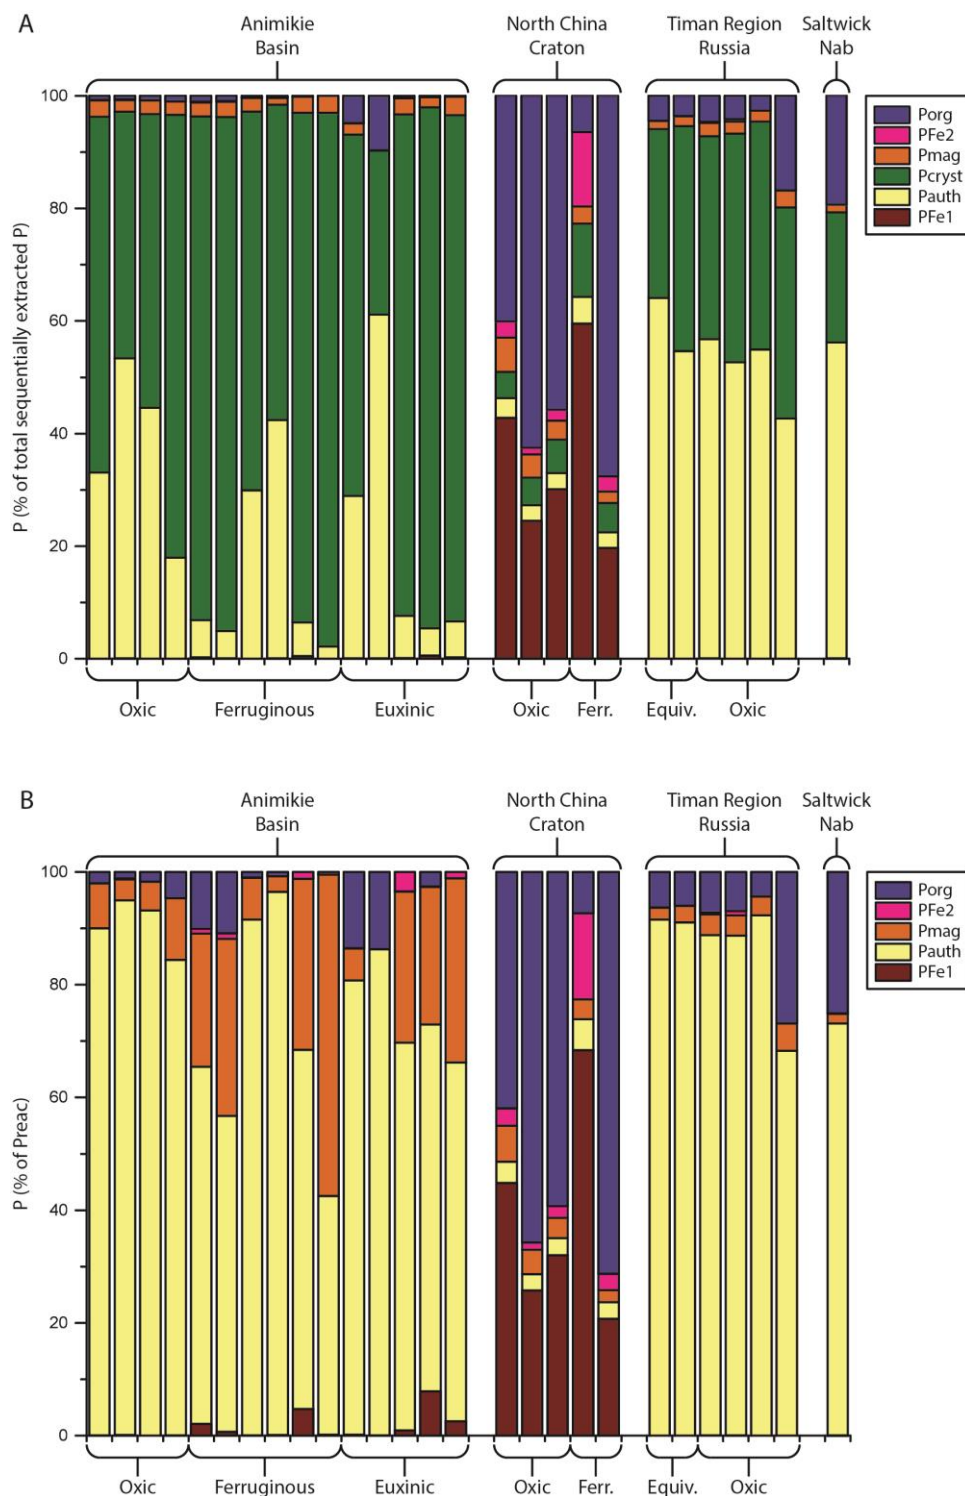 A
Animikie
Basin
North China
Craton
Timan Region
Russia
Saltwick
Nab
P (% of total sequentially extracted P)
100
80
60
40
20
0
Porg
PFe2
Pmag
Pcryst
Pauth
PFe1
Oxic
Ferruginous
Euxinic
Oxic
Ferr.
Equiv.
Oxic
B
Animikie
Basin
North China
Craton
Timan Region
Russia
Saltwick
Nab
P (% of Preac)
100
80
60
40
20
0
Porg
PFe2
Pmag
Pauth
PFe1
Oxic
Ferruginous
Euxinic
Oxic
Ferr.
Equiv.
Oxic